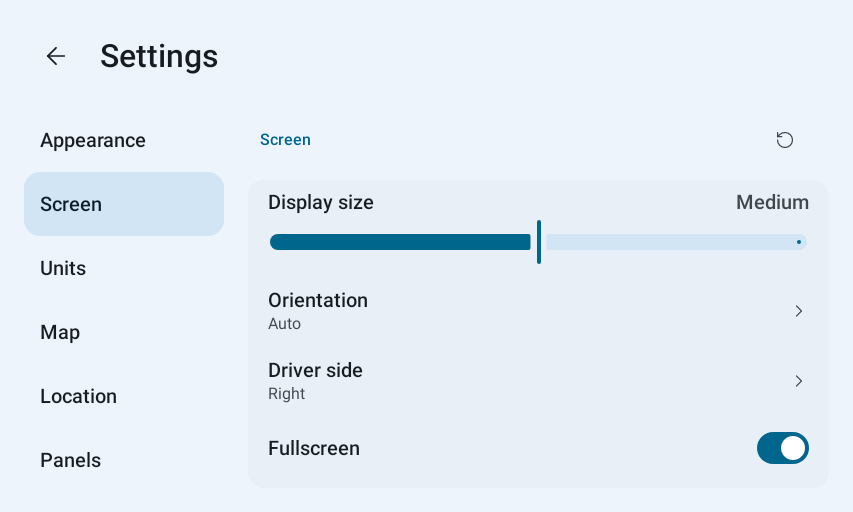 Settings
Appearance
Screen
Units
Map
Location
Panels
Screen
Display size
Medium
Orientation
Auto
Driver side
Right
Fullscreen